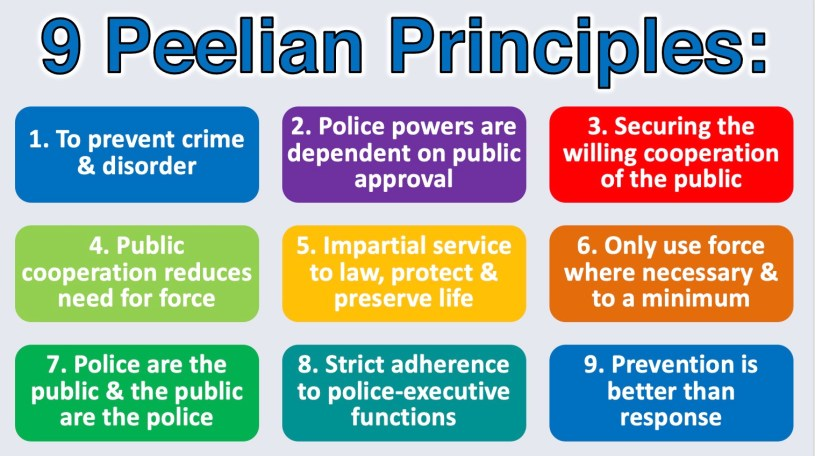 9 Peelian Principles:
1. To prevent crime
& disorder
2. Police powers are
dependent on public
approval
3. Securing the
willing cooperation
of the public
4. Public
cooperation reduces
need for force
5. Impartial service
to law, protect &
preserve life
6. Only use force
where necessary &
to a minimum
7. Police are the
public & the public
are the police
8. Strict adherence
to police-executive
functions
9. Prevention is
better than
response